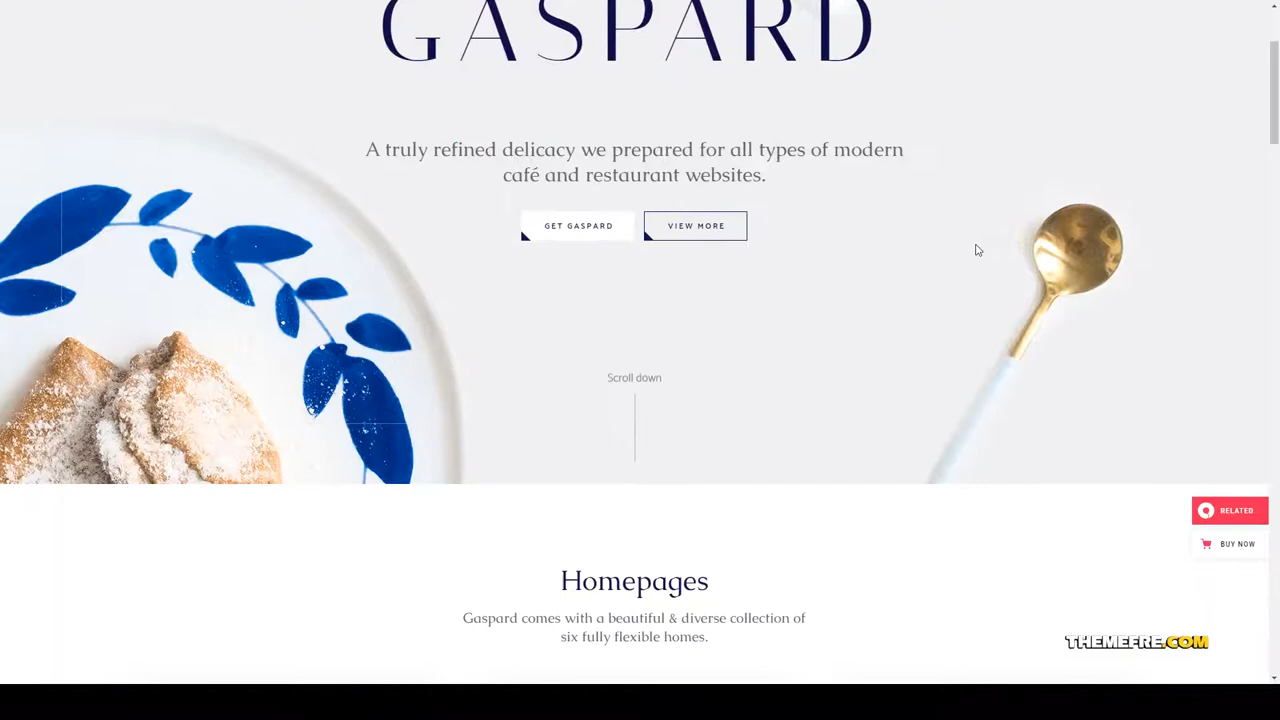 GASPARD
A truly refined delicacy we prepared for all types of modern
café and restaurant websites.
GET GASPARD
VIEW MORE
Scroll down
RELATED
BUY NOW
Homepages
Gaspard comes with a beautiful & diverse collection of
six fully flexible homes.
THEMEFRE.COM